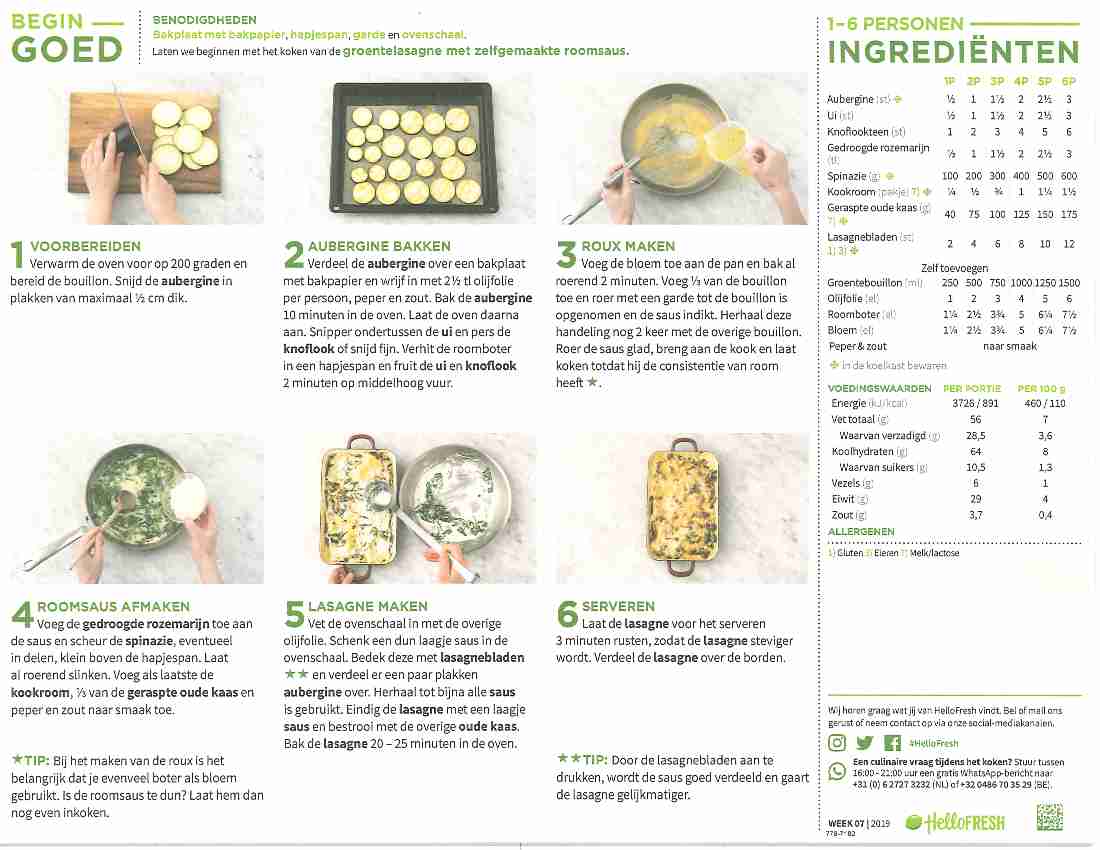 BEGIN
GOED
BENODIGDHEDEN
Bakplaat met bakpapier, hapjespan, garde en ovenschaal.
Laten we beginnen met het koken van de groentelasagne met zelfgemaakte roomsaus.
1 VOORBEREIDEN
Verwarm de oven voor op 200 graden en
bereid de bouillon. Snijd de aubergine in
plakken van maximaal ½ cm dik.
2 AUBERGINE BAKKEN
Verdeel de aubergine over een bakplaat
met bakpapier en wrijf in met 2½ tl olijfolie
per persoon, peper en zout. Bak de aubergine
10 minuten in de oven. Laat de oven daarna
aan. Snipper ondertussen de ui en pers de
knoflook of snijd fijn. Verhit de roomboter
in een hapjespan en fruit de ui en knoflook
2 minuten op middelhoog vuur.
3 ROUX MAKEN
Voeg de bloem toe aan de pan en bak al
roerend 2 minuten. Voeg ⅓ van de bouillon
toe en roer met een garde tot de bouillon is
opgenomen en de saus indikt. Herhaal deze
handeling nog 2 keer met de overige bouillon.
Roer de saus glad, breng aan de kook en laat
koken totdat hij de consistentie van room
heeft ★.
4 ROOMSAUS AFMAKEN
Voeg de gedroogde rozemarijn toe aan
de saus en scheur de spinazie, eventueel
in delen, klein boven de hapjespan. Laat
al roerend slinken. Voeg als laatste de
kookroom, ⅓ van de geraspte oude kaas en
peper en zout naar smaak toe.
★TIP: Bij het maken van de roux is het
belangrijk dat je evenveel boter als bloem
gebruikt. Is de roomsaus te dun? Laat hem dan
nog even inkoken.
5 LASAGNE MAKEN
Vet de ovenschaal in met de overige
olijfolie. Schenk een dun laagje saus in de
ovenschaal. Bedek deze met lasagnebladen
★★ en verdeel er een paar plakken
aubergine over. Herhaal tot bijna alle saus
is gebruikt. Eindig de lasagne met een laagje
saus en bestrooi met de overige oude kaas.
Bak de lasagne 20 – 25 minuten in de oven.
6 SERVEREN
Laat de lasagne voor het serveren
3 minuten rusten, zodat de lasagne steviger
wordt. Verdeel de lasagne over de borden.
★★TIP: Door de lasagnebladen aan te
drukken, wordt de saus goed verdeeld en gaart
de lasagne gelijkmatiger.
1–6 PERSONEN
INGREDIËNTEN
1P 2P 3P 4P 5P 6P
Aubergine (st) ½ 1 1½ 2 2½ 3
Ui (st) ½ 1 1½ 2 2½ 3
Knoflookteen (st) 1 2 3 4 5 6
Gedroogde rozemarijn
(tl) ½ 1 1½ 2 2½ 3
Spinazie (g) 100 200 300 400 500 600
Kookroom (pakje) 7) ¼ ½ ¾ 1 1¼ 1½
Geraspte oude kaas (g)
7) 40 75 100 125 150 175
Lasagnebladen (st)
1) 3) 2 4 6 8 10 12
Zelf toevoegen
Groentebouillon (ml) 250 500 750 1000 1250 1500
Olijfolie (el) 1 2 3 4 5 6
Roomboter (el) 1¼ 2½ 3¾ 5 6¼ 7½
Bloem (el) 1¼ 2½ 3¾ 5 6¼ 7½
Peper & zout naar smaak
in de koelkast bewaren
VOEDINGSWAARDEN PER PORTIE PER 100 g
Energie (kJ/kcal) 3726 / 891 460 / 110
Vet totaal (g) 56 7
Waarvan verzadigd (g) 28,5 3,6
Koolhydraten (g) 64 8
Waarvan suikers (g) 10,5 1,3
Vezels (g) 6 1
Eiwit (g) 29 4
Zout (g) 3,7 0,4
ALLERGENEN
1) Gluten 3) Eieren 7) Melk/lactose
Wij horen graag wat jij van HelloFresh vindt. Bel of mail ons
gerust of neem contact op via onze social-mediakanalen.
#HelloFresh
Een culinaire vraag tijdens het koken? Stuur tussen
16:00 - 21:00 uur een gratis WhatsApp-bericht naar
+31 (0) 6 2727 3232 (NL) of +32 0486 70 35 29 (BE).
WEEK 07 | 2019
HelloFRESH